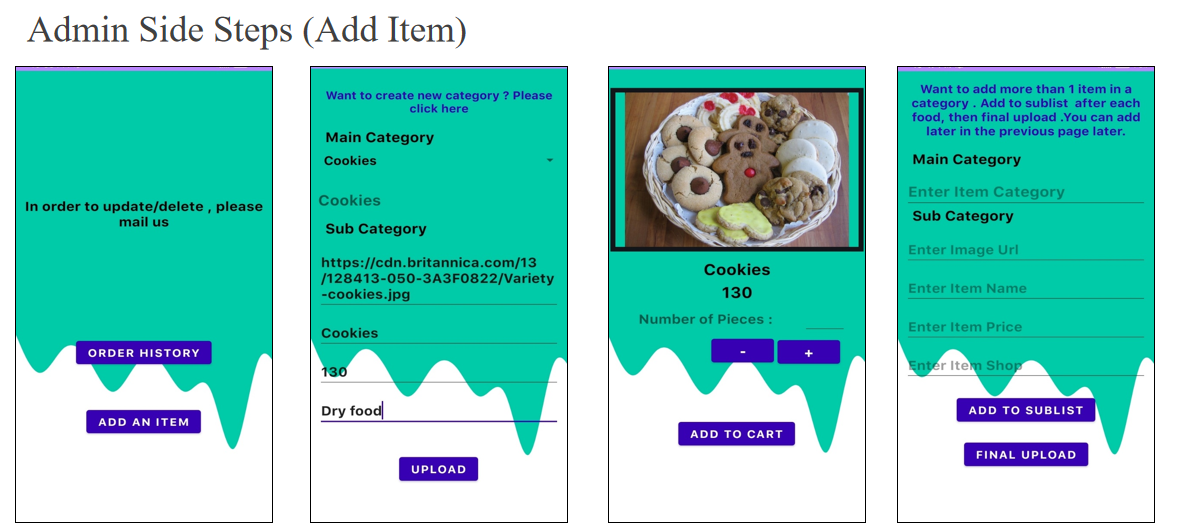 Admin Side Steps (Add Item)
In order to update/delete , please
mail us
ORDER HISTORY
ADD AN ITEM
Want to create new category ? Please
click here
Main Category
Cookies
Cookies
Sub Category
https://cdn.britannica.com/13
/128413-050-3A3F0822/Variety
-cookies.jpg
Cookies
130
Dry food
UPLOAD
Cookies
130
Number of Pieces :
-
+
ADD TO CART
Want to add more than 1 item in a
category . Add to sublist after each
food, then final upload .You can add
later in the previous page later.
Main Category
Enter Item Category
Sub Category
Enter Image Url
Enter Item Name
Enter Item Price
Enter Item Shop
ADD TO SUBLIST
FINAL UPLOAD